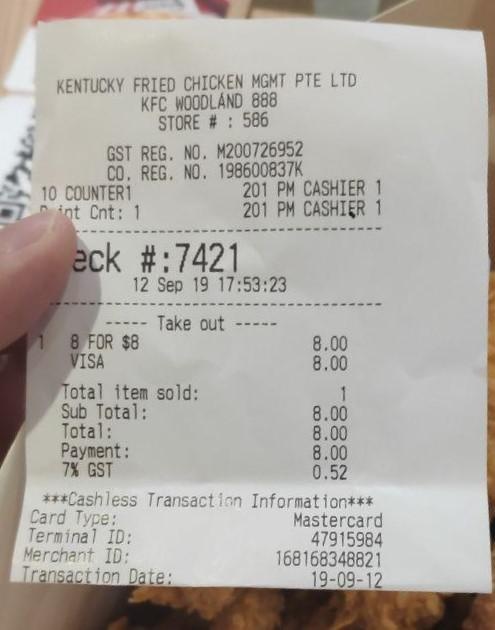 KENTUCKY FRIED CHICKEN MGMT PTE LTD
KFC WOODLAND 888
STORE # : 586
GST REG. NO. M200726952
CO. REG. NO. 198600837K
10 COUNTER1 201 PM CASHIER 1
Cnt: 1 201 PM CASHIER 1
#:7421
12 Sep 19 17:53:23
----- Take out -----
1 8 FOR $8 8.00
VISA 8.00
Total item sold: 1
Sub Total: 8.00
Total: 8.00
Payment: 8.00
7% GST 0.52
***Cashless Transaction Information***
Card Type: Mastercard
Terminal ID: 47915984
Merchant ID: 168168348821
Transaction Date: 19-09-12